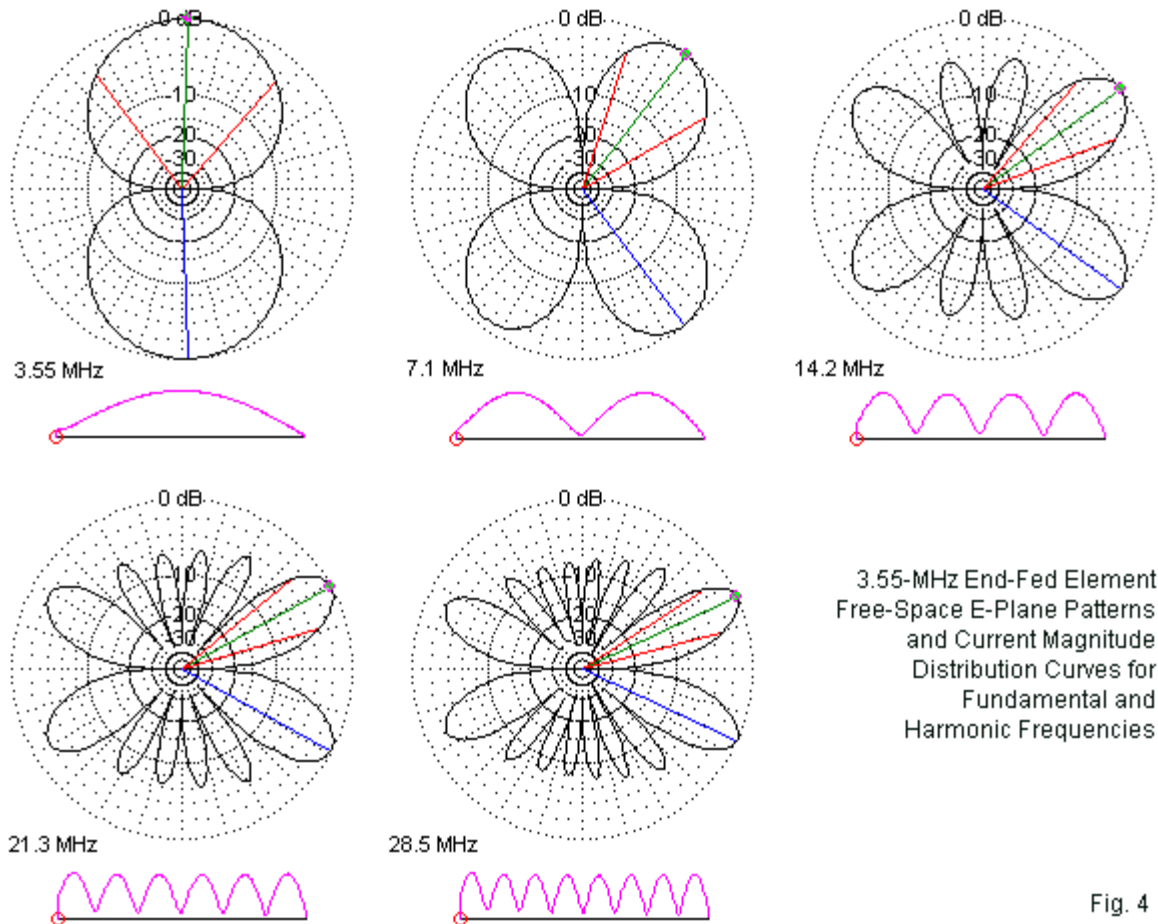 0 dB
10
20
30
3.55 MHz
0 dB
10
20
30
7.1 MHz
0 dB
10
20
30
14.2 MHz
0 dB
10
20
30
21.3 MHz
0 dB
10
20
30
28.5 MHz
3.55-MHz End-Fed Element
Free-Space E-Plane Patterns
and Current Magnitude
Distribution Curves for
Fundamental and
Harmonic Frequencies
Fig. 4